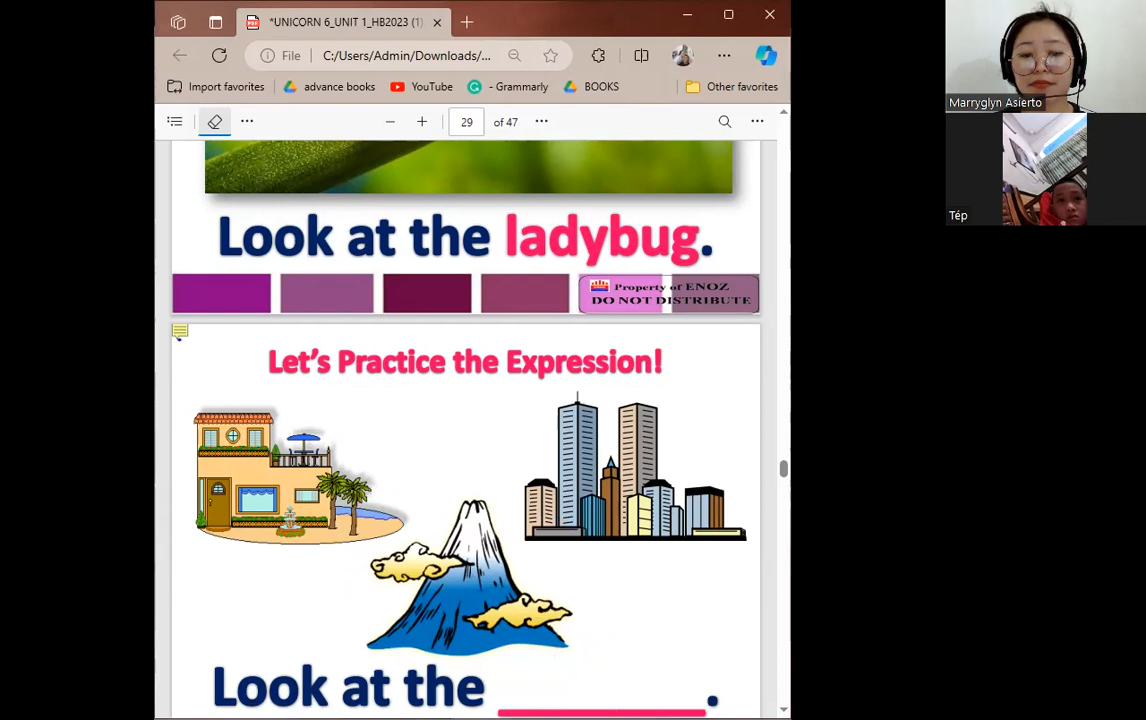 *UNICORN 6_UNIT 1_HB2023 (1)
File
C:/Users/Admin/Downloads/...
Import favorites
advance books
YouTube
- Grammarly
BOOKS
Other favorites
29 of 47
Look at the ladybug.
Property of ENOZ
DO NOT DISTRIBUTE
Let's Practice the Expression!
Look at the ________.
Marryglyn Asierto
Tép